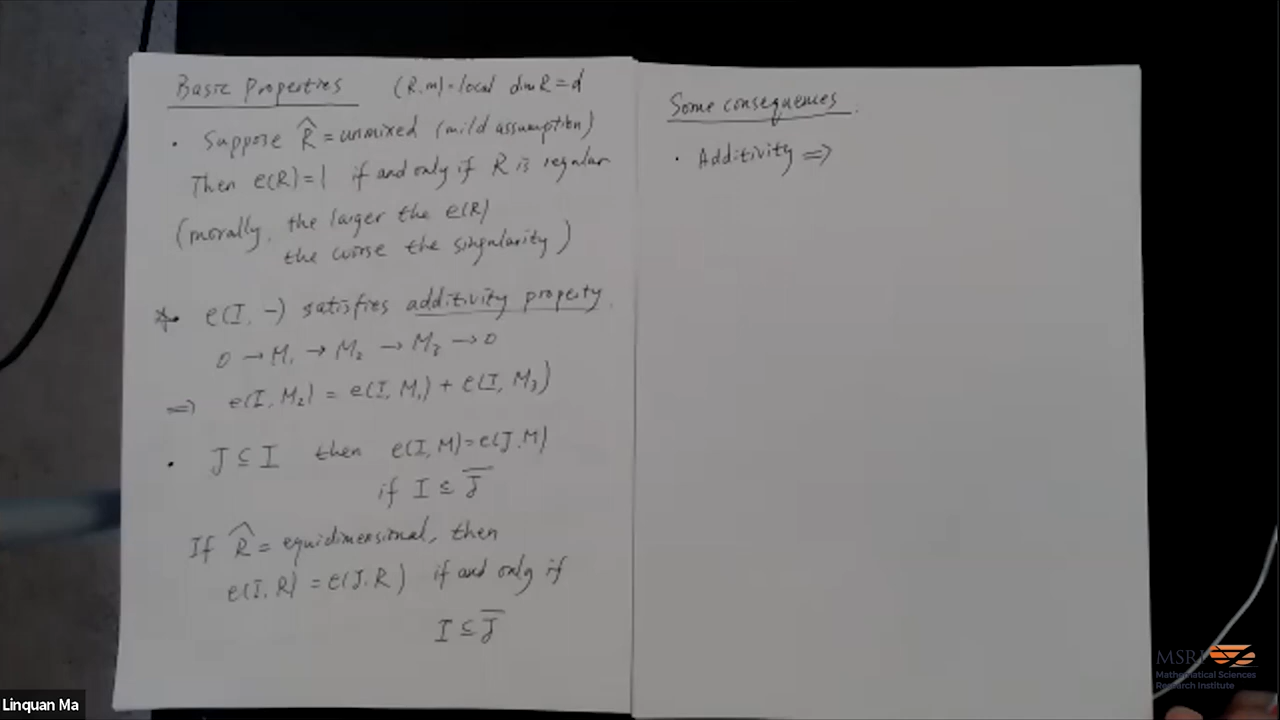 Basic Properties (R.m)=local dim R = d
· Suppose R̂ = unmixed (mild assumption)
Then e(R)=1 if and only if R is regular
(morally, the larger the e(R)
the worse the singularity)
* e(I, -) satisfies additivity property.
0 → M₁ → M₂ → M₃ → 0
⇒ e(I, M₂) = e(I, M₁) + e(I, M₃)
· J ⊆ I then e(I, M) = e(J, M)
if I ⊆ J̅
If R̂ = equidimensional, then
e(I, R) = e(J, R) if and only if
I ⊆ J̅
Some consequences.
· Additivity ⇒
MSRI
Mathematical Sciences
Research Institute
Linquan Ma